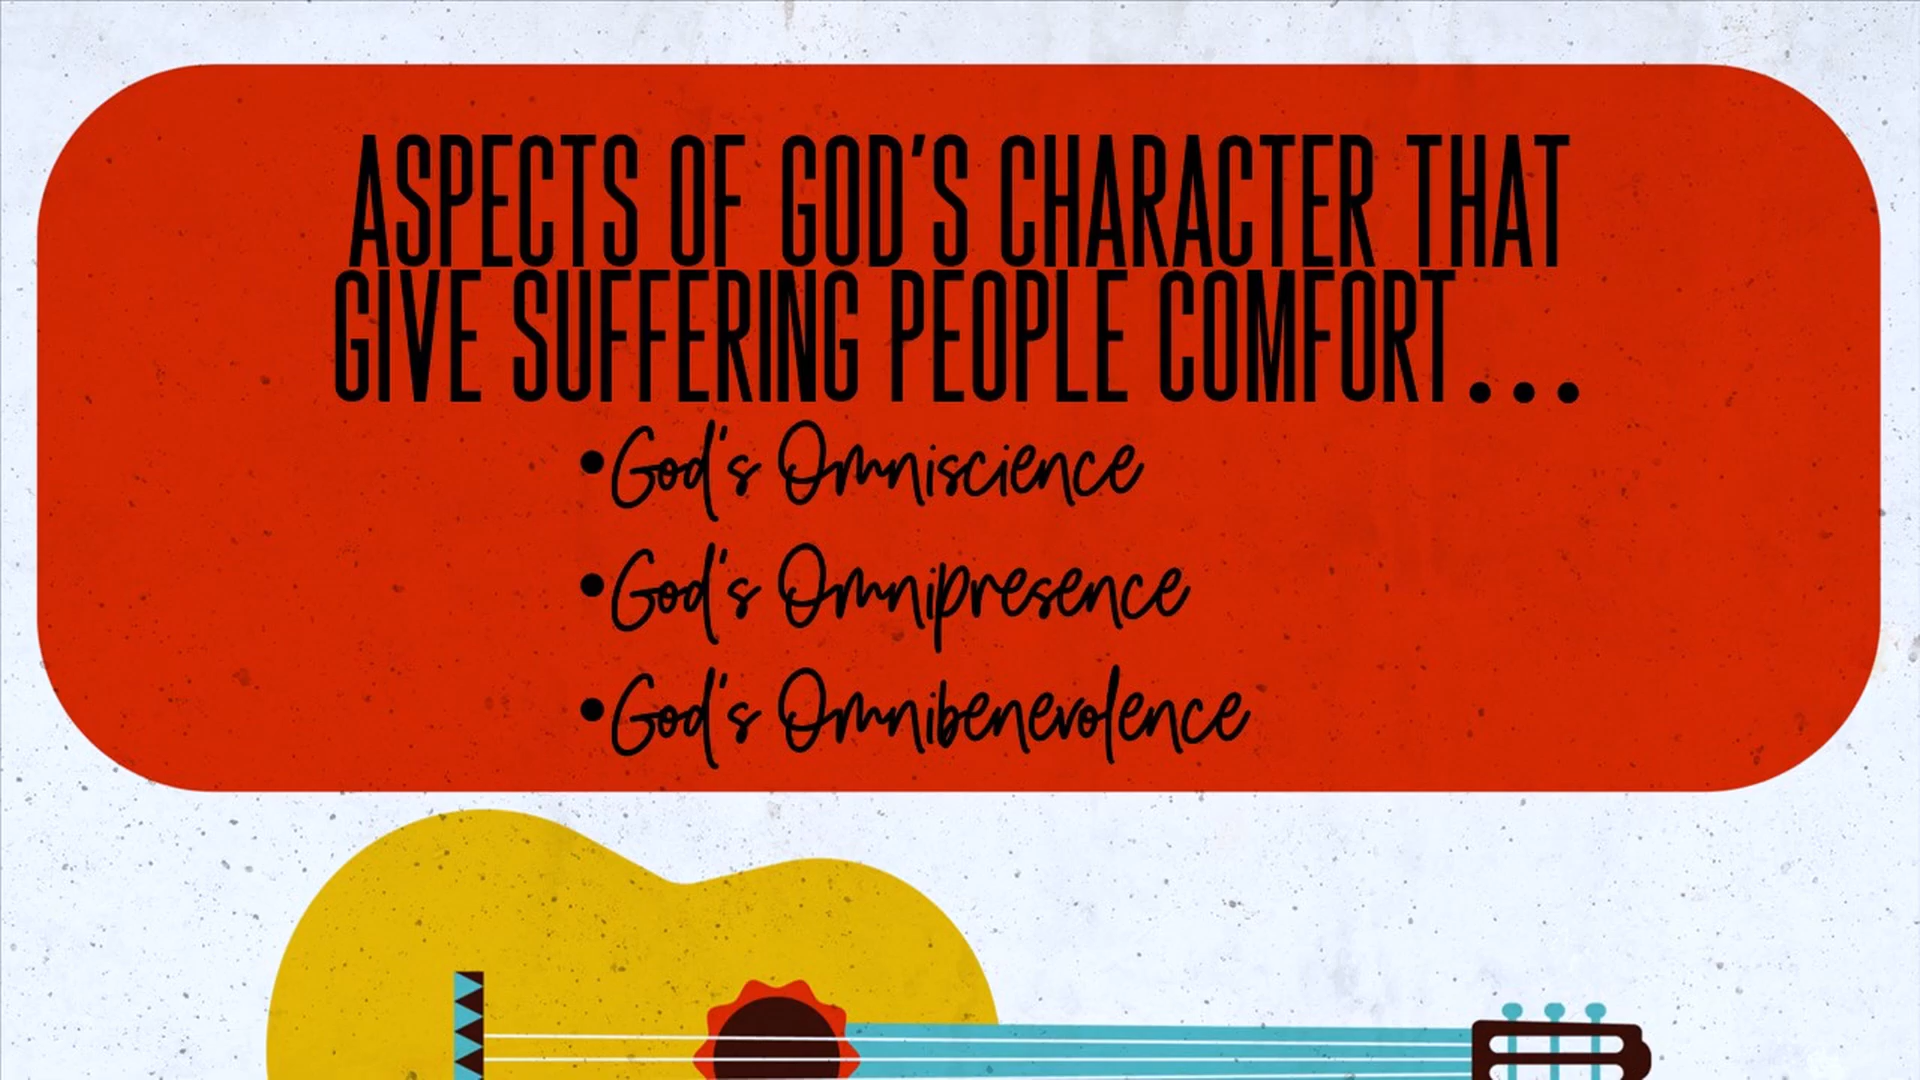 ASPECTS OF GOD'S CHARACTER THAT
GIVE SUFFERING PEOPLE COMFORT...
•God's Omniscience
•God's Omnipresence
•God's Omnibenevolence